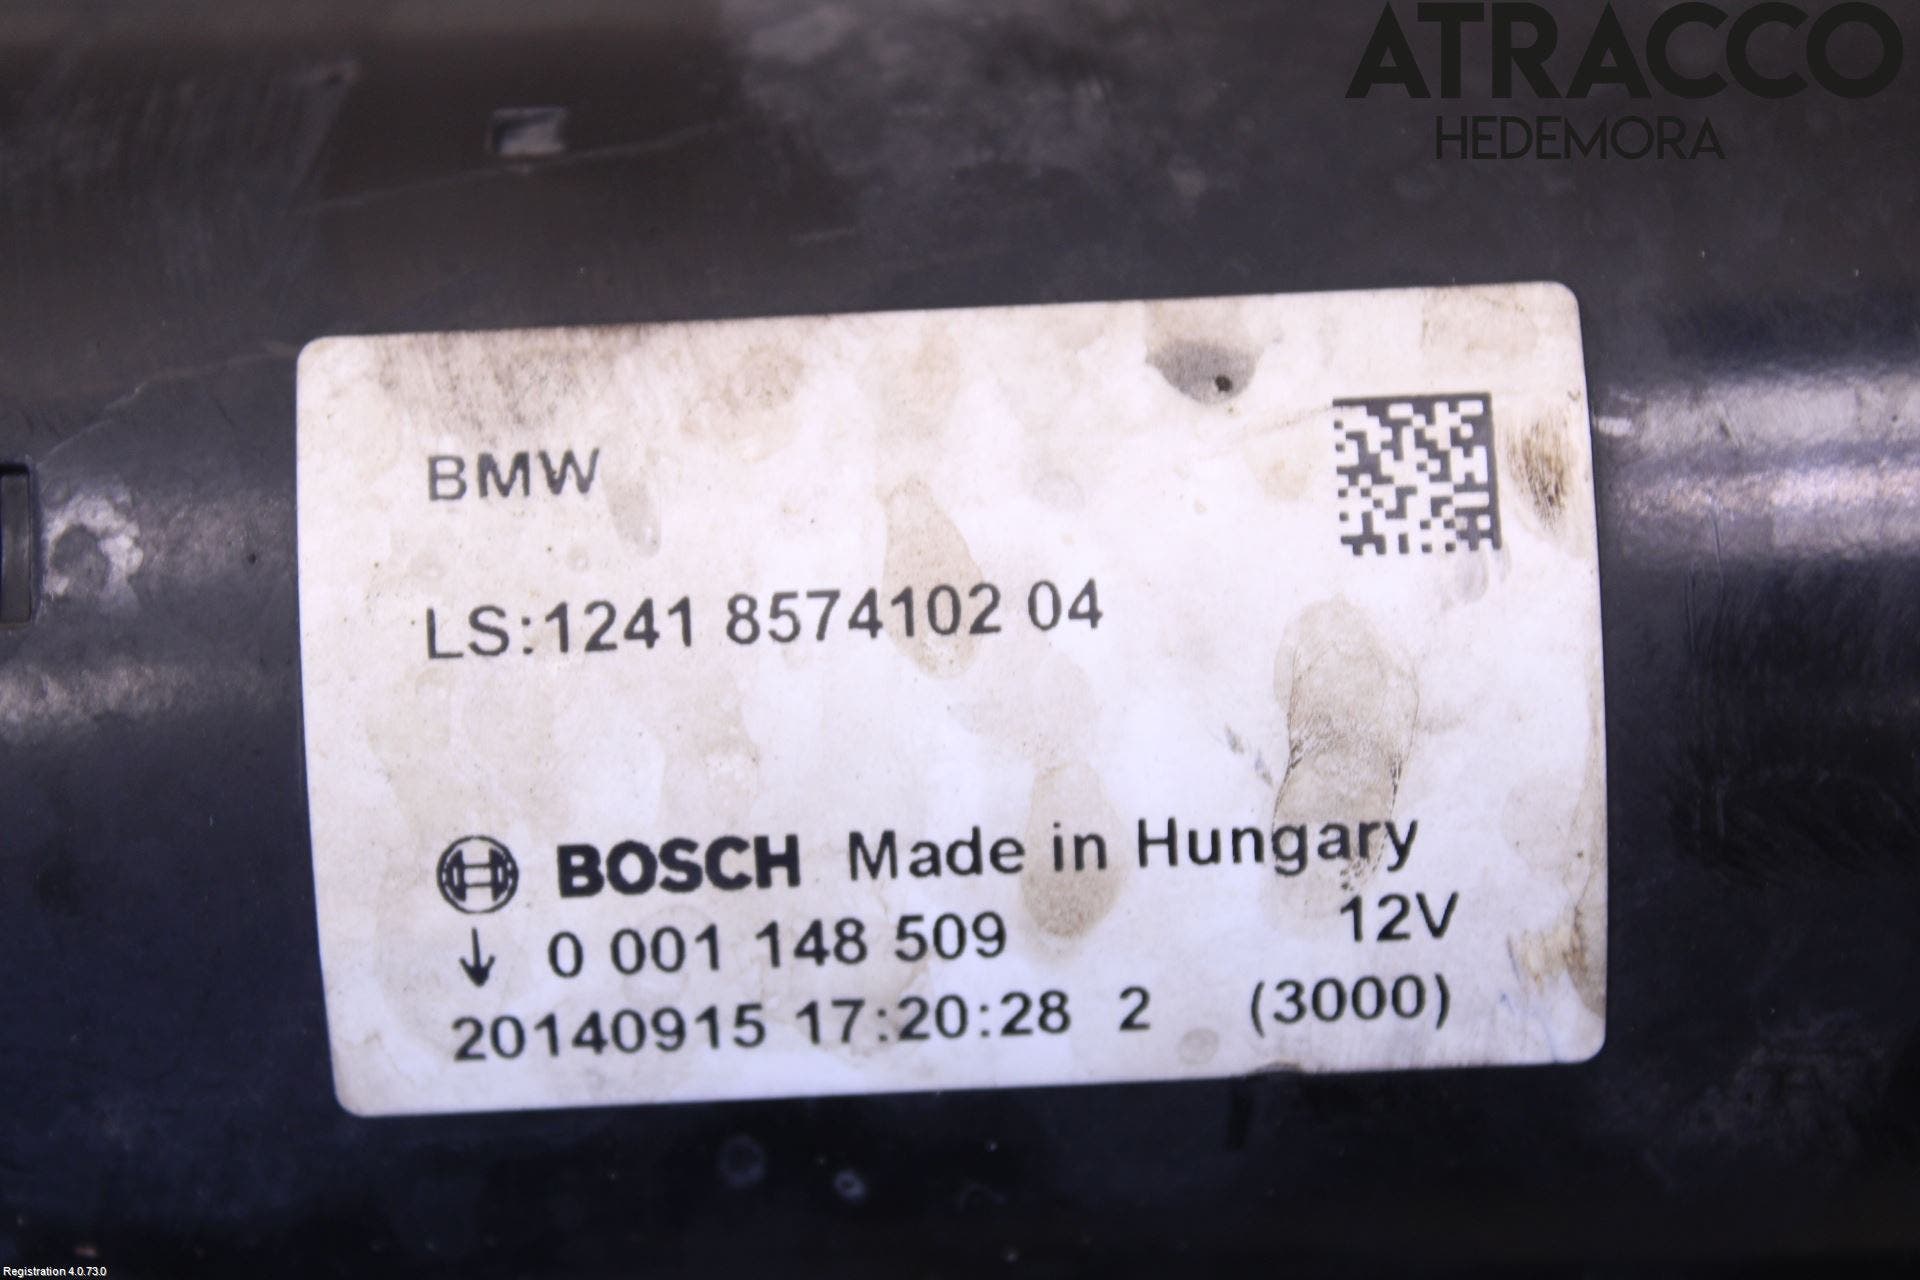 ATRACCO
HEDEMORA
BMW
LS:1241 8574102 04
BOSCH Made in Hungary
0 001 148 509 12V
20140915 17:20:28 2 (3000)
Registration 4.0.73.0